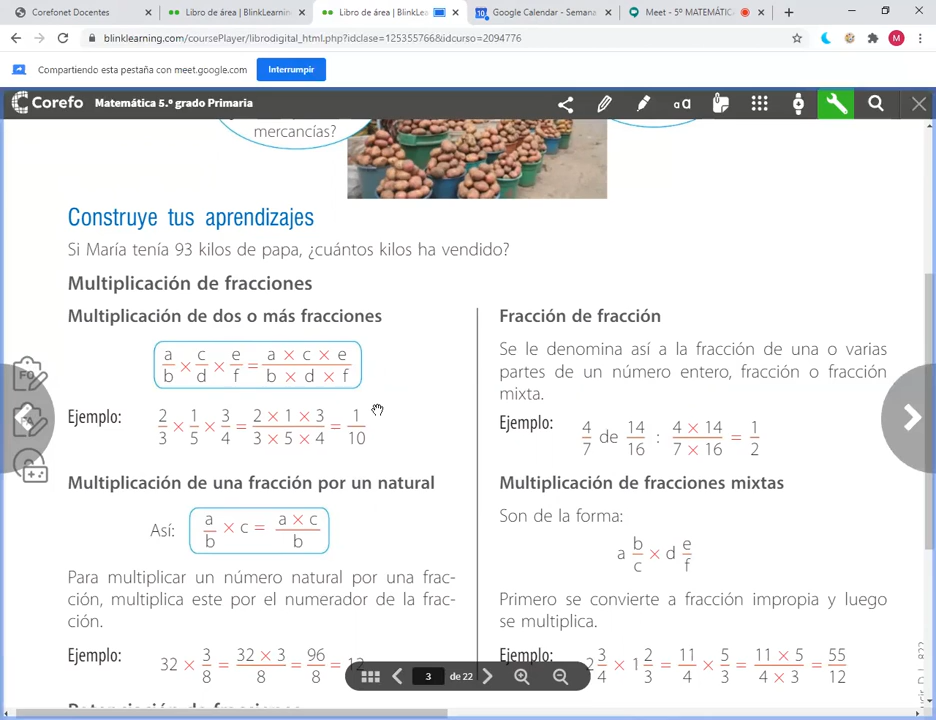 Corefonet Docentes
Libro de área | BlinkLearnin
Libro de área | BlinkLea
Google Calendar - Semana
Meet - 5º MATEMÁTIC
blinklearning.com/coursePlayer/librodigital_html.php?idclase=125355766&idcurso=2094776
M
Compartiendo esta pestaña con meet.google.com
Interrumpir
Corefo
Matemática 5.º grado Primaria
aA
mercancías?
Construye tus aprendizajes
Si María tenía 93 kilos de papa, ¿cuántos kilos ha vendido?
Multiplicación de fracciones
Multiplicación de dos o más fracciones
a/b × c/d × e/f = a × c × e / b × d × f
Ejemplo: 2/3 × 1/5 × 3/4 = 2 × 1 × 3 / 3 × 5 × 4 = 1/10
Multiplicación de una fracción por un natural
Así: a/b × c = a × c / b
Para multiplicar un número natural por una frac-
ción, multiplica este por el numerador de la frac-
ción.
Ejemplo: 32 × 3/8 = 32 × 3 / 8 = 96/8 = 12
Fracción de fracción
Se le denomina así a la fracción de una o varias
partes de un número entero, fracción o fracción
mixta.
Ejemplo: 4/7 de 14/16 : 4 × 14 / 7 × 16 = 1/2
Multiplicación de fracciones mixtas
Son de la forma:
a b/c × d e/f
Primero se convierte a fracción impropia y luego
se multiplica.
Ejemplo: 2 3/4 × 1 2/3 = 11/4 × 5/3 = 11 × 5 / 4 × 3 = 55/12
3 de 22